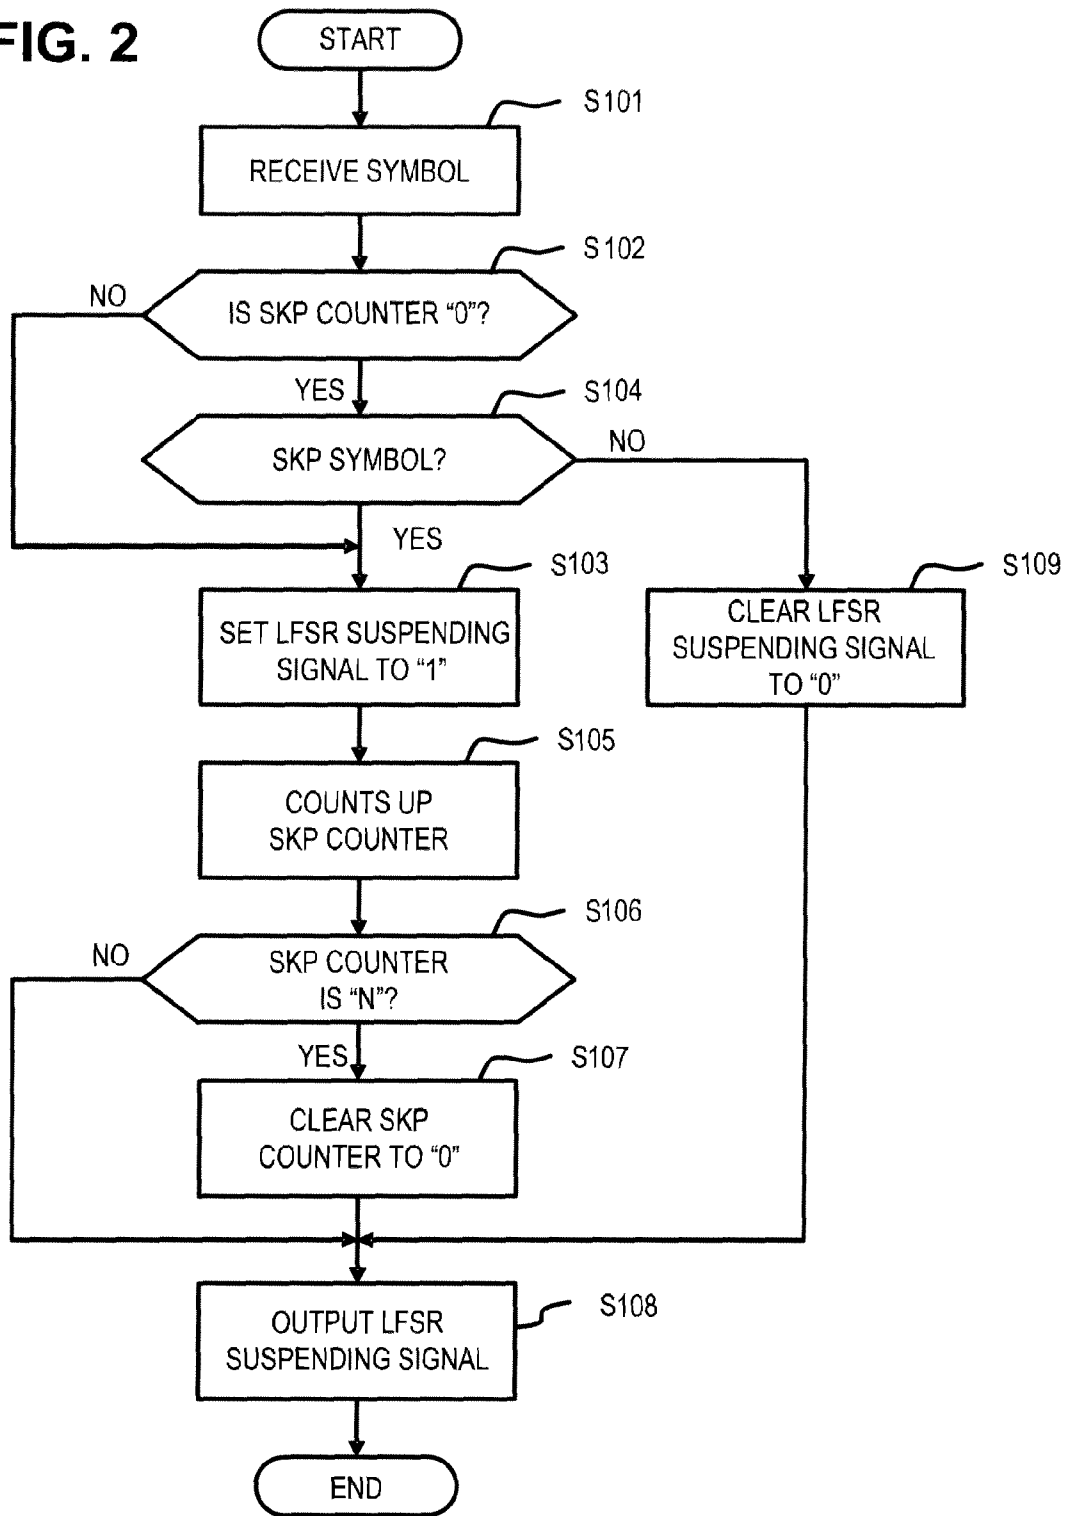 FIG. 2
START
S101
RECEIVE SYMBOL
S102
NO
IS SKP COUNTER “0”?
YES
S104
SKP SYMBOL?
NO
YES
S103
SET LFSR SUSPENDING
SIGNAL TO “1”
S109
CLEAR LFSR
SUSPENDING SIGNAL
TO “0”
S105
COUNTS UP
SKP COUNTER
S106
NO
SKP COUNTER
IS “N”?
YES
S107
CLEAR SKP
COUNTER TO “0”
S108
OUTPUT LFSR
SUSPENDING SIGNAL
END